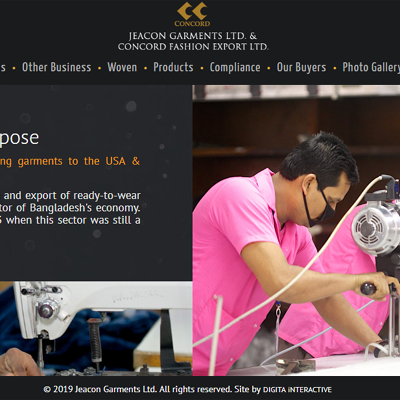 CONCORD
JEACON GARMENTS LTD. &
CONCORD FASHION EXPORT LTD.
s • Other Business • Woven • Products • Compliance • Our Buyers • Photo Gallery
pose
ng garments to the USA &
and export of ready-to-wear
tor of Bangladesh's economy.
when this sector was still a
© 2019 Jeacon Garments Ltd. All rights reserved. Site by DIGITA INTERACTIVE